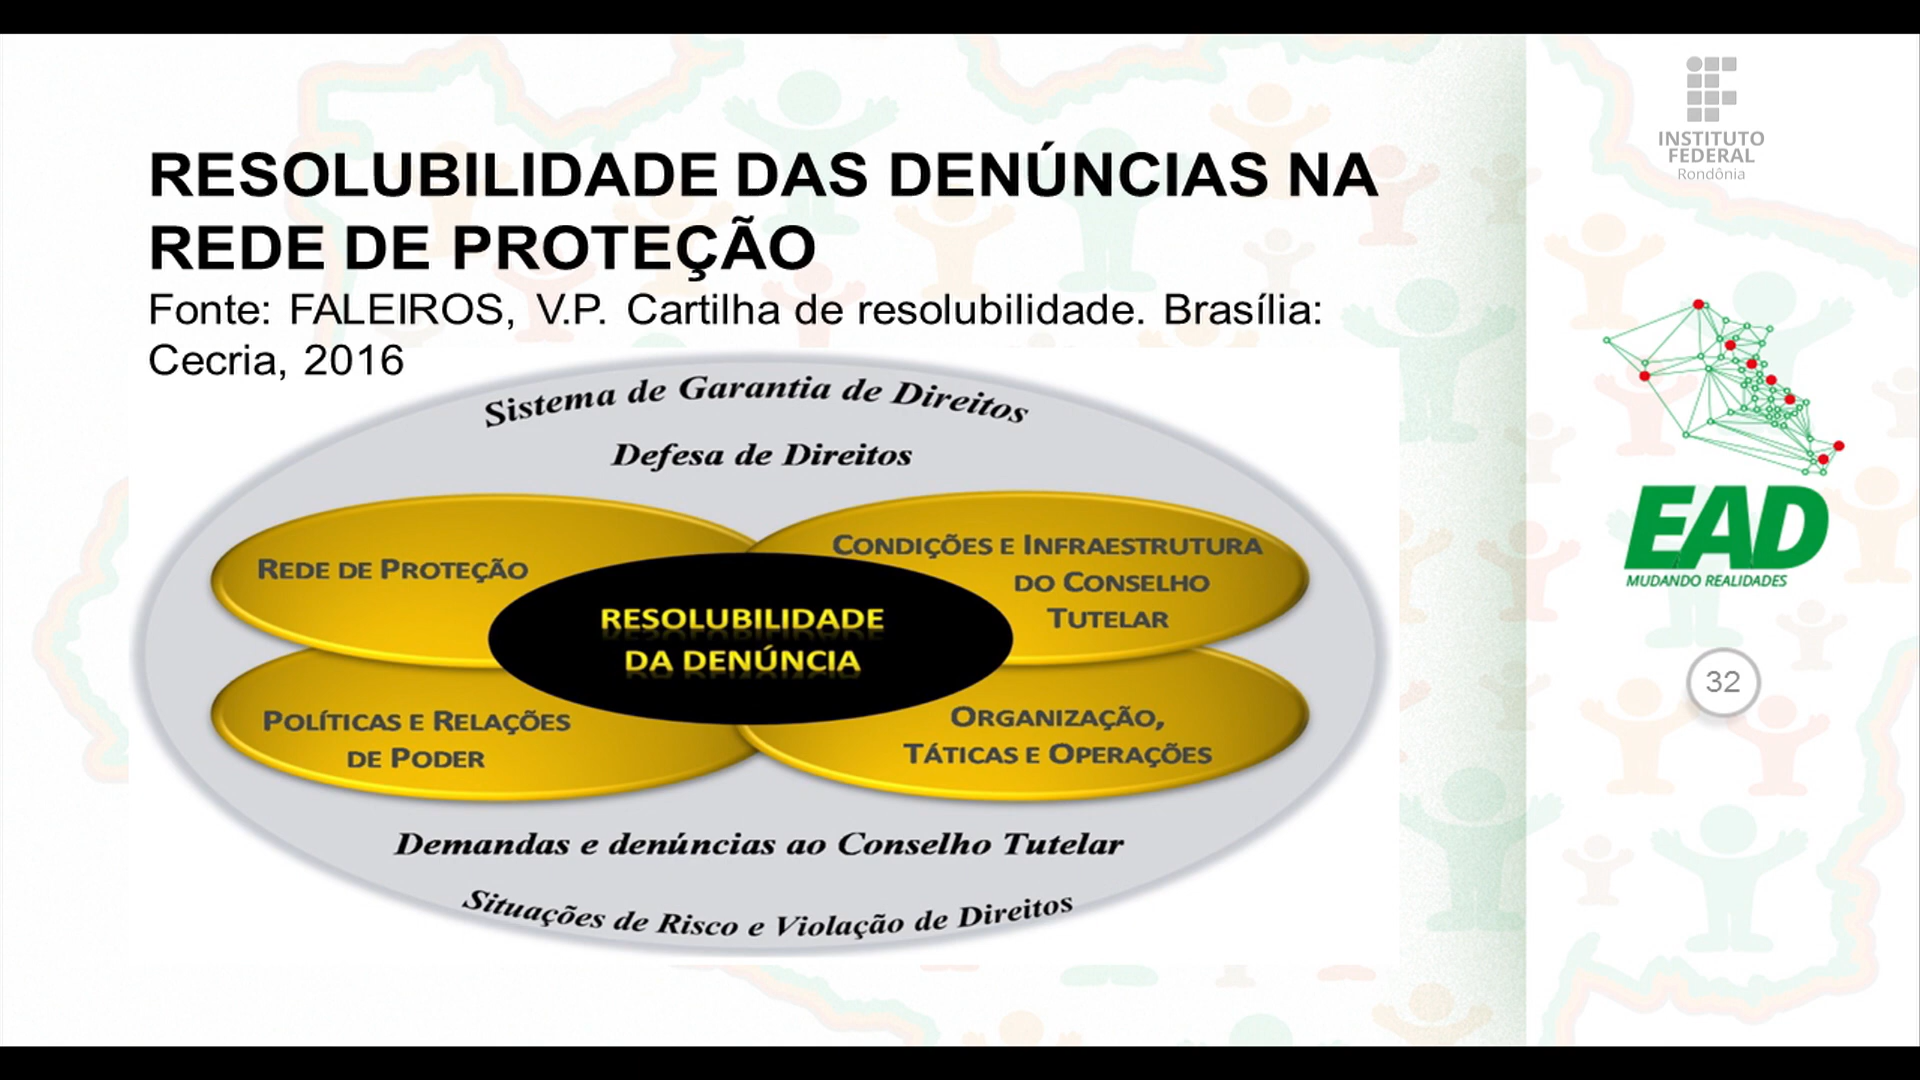 RESOLUBILIDADE DAS DENÚNCIAS NA
REDE DE PROTEÇÃO
Fonte: FALEIROS, V.P. Cartilha de resolubilidade. Brasília:
Cecria, 2016
Sistema de Garantia de Direitos
Defesa de Direitos
REDE DE PROTEÇÃO
CONDIÇÕES E INFRAESTRUTURA
DO CONSELHO
TUTELAR
RESOLUBILIDADE
DA DENÚNCIA
POLÍTICAS E RELAÇÕES
DE PODER
ORGANIZAÇÃO,
TÁTICAS E OPERAÇÕES
Demandas e denúncias ao Conselho Tutelar
Situações de Risco e Violação de Direitos
INSTITUTO
FEDERAL
Rondônia
EAD
MUDANDO REALIDADES
32